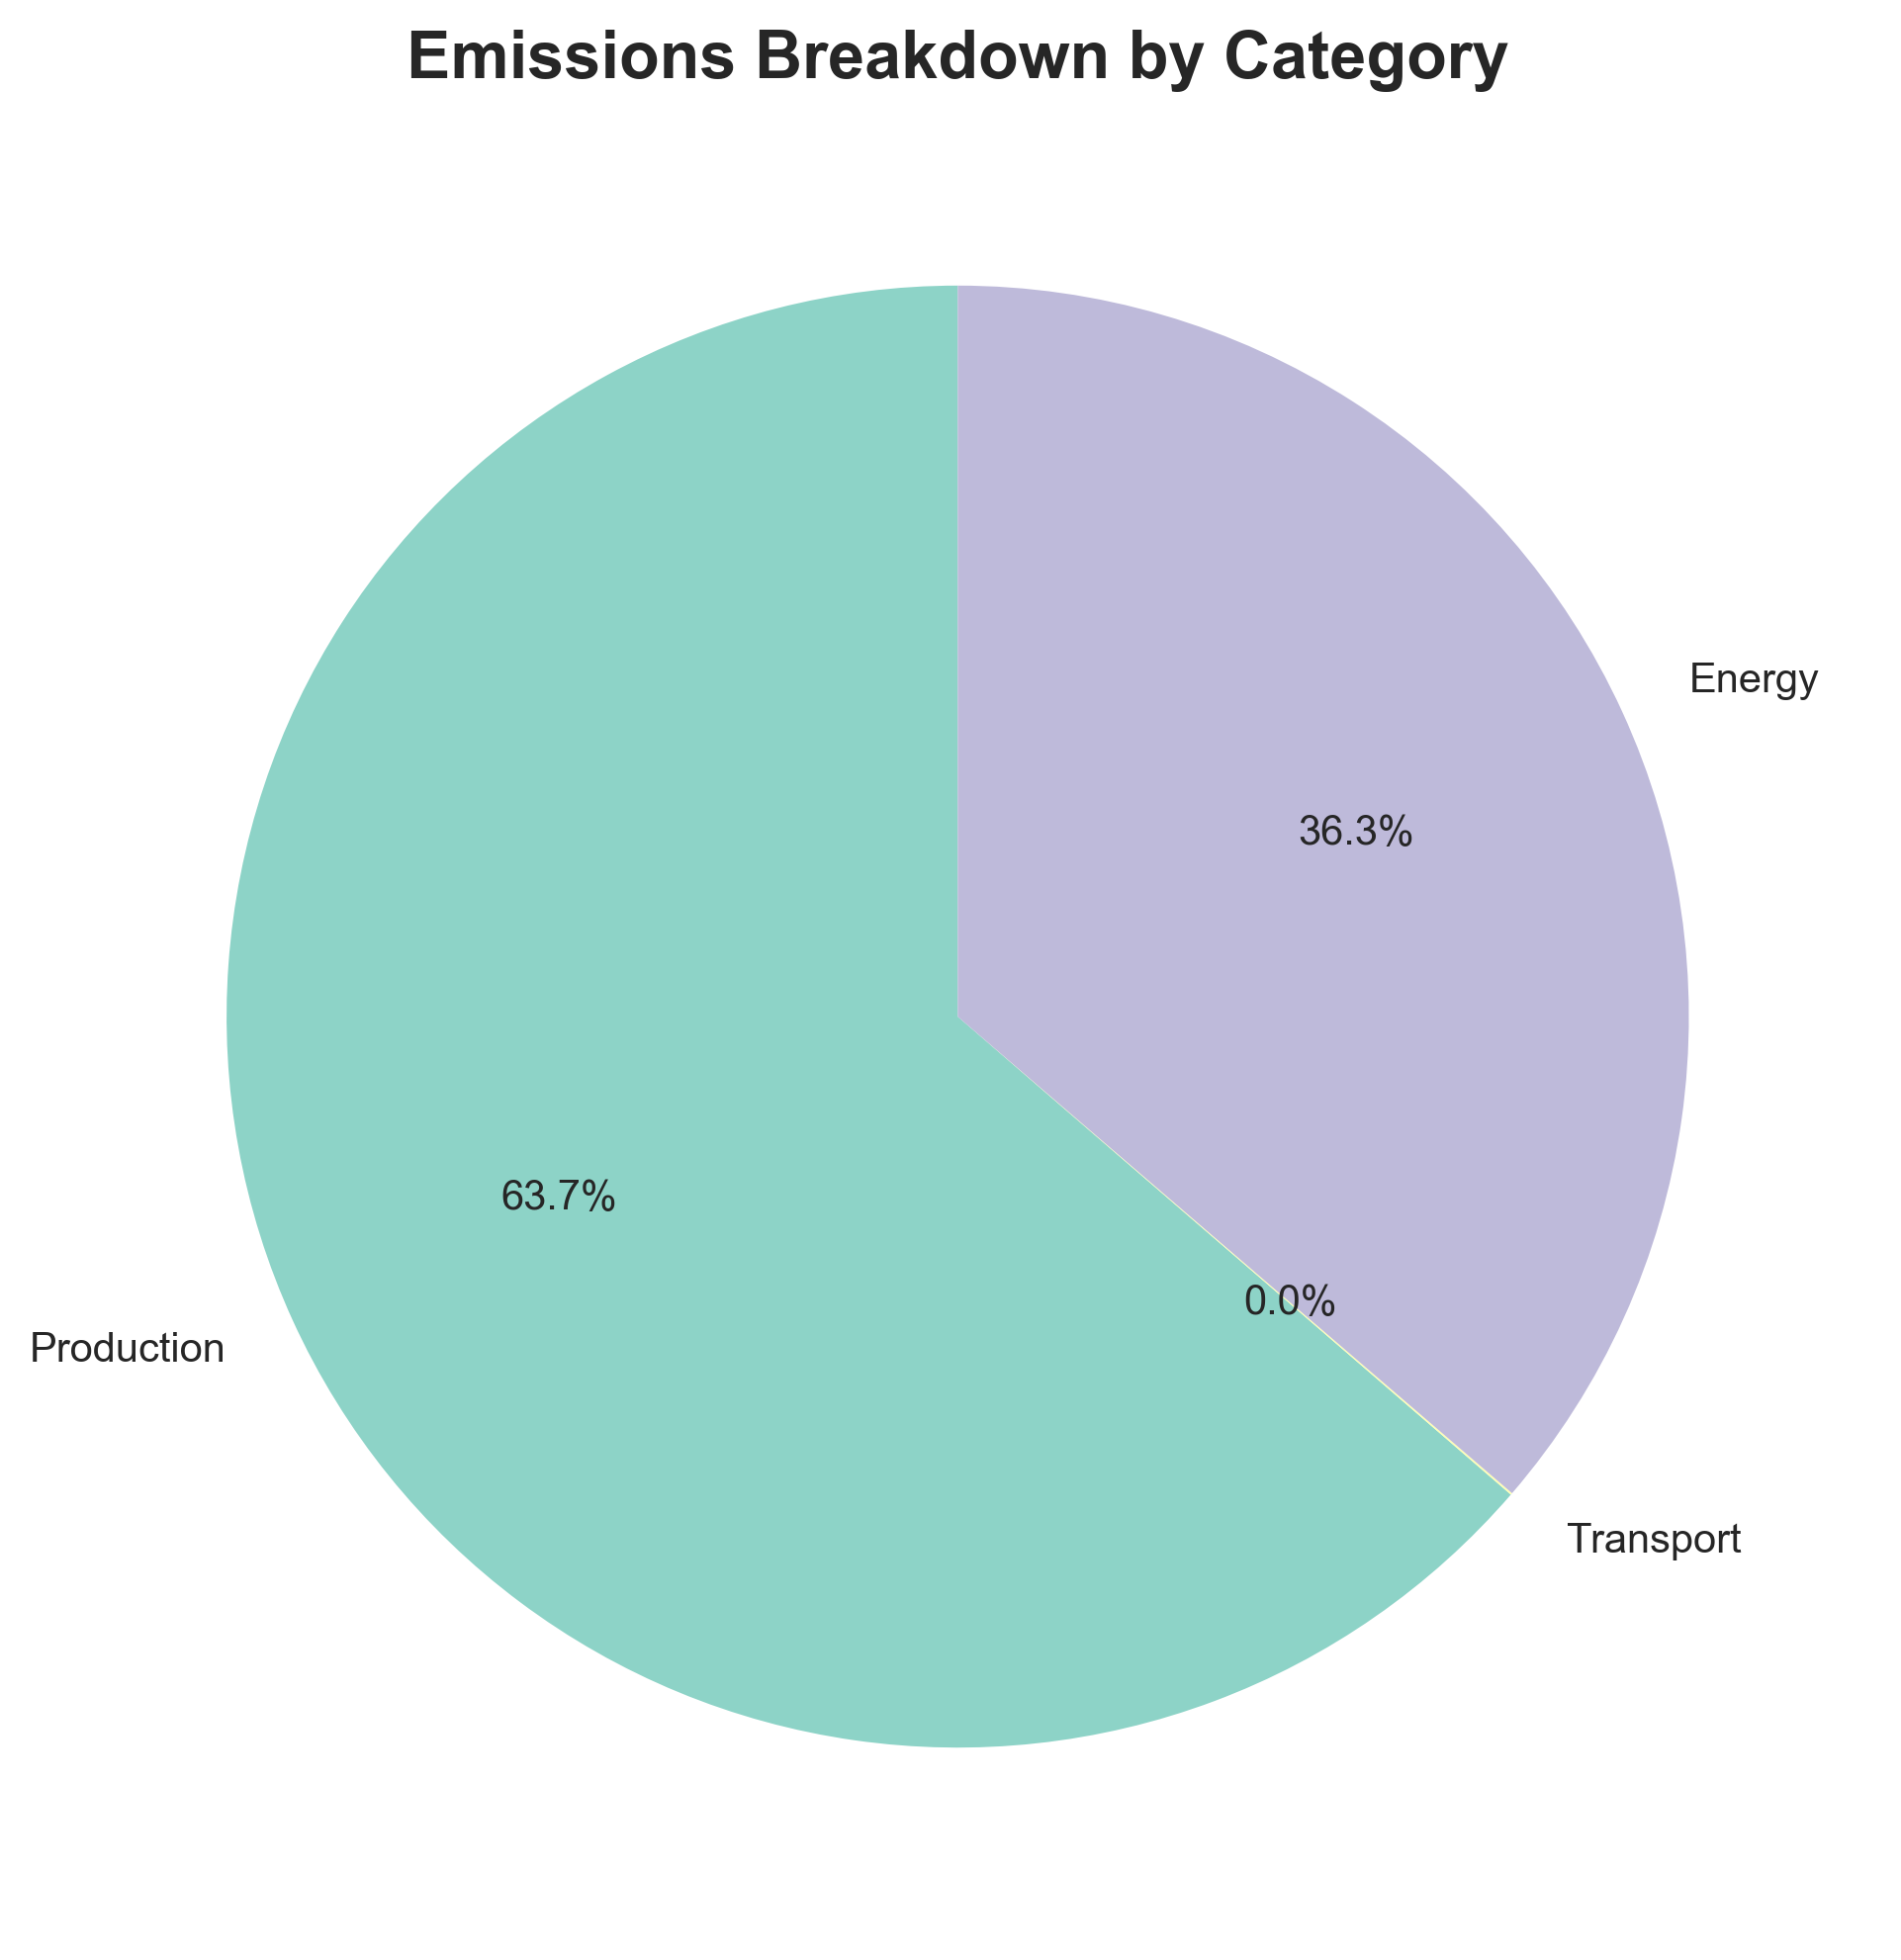 Emissions Breakdown by Category
Energy
36.3%
63.7%
0.0%
Production
Transport